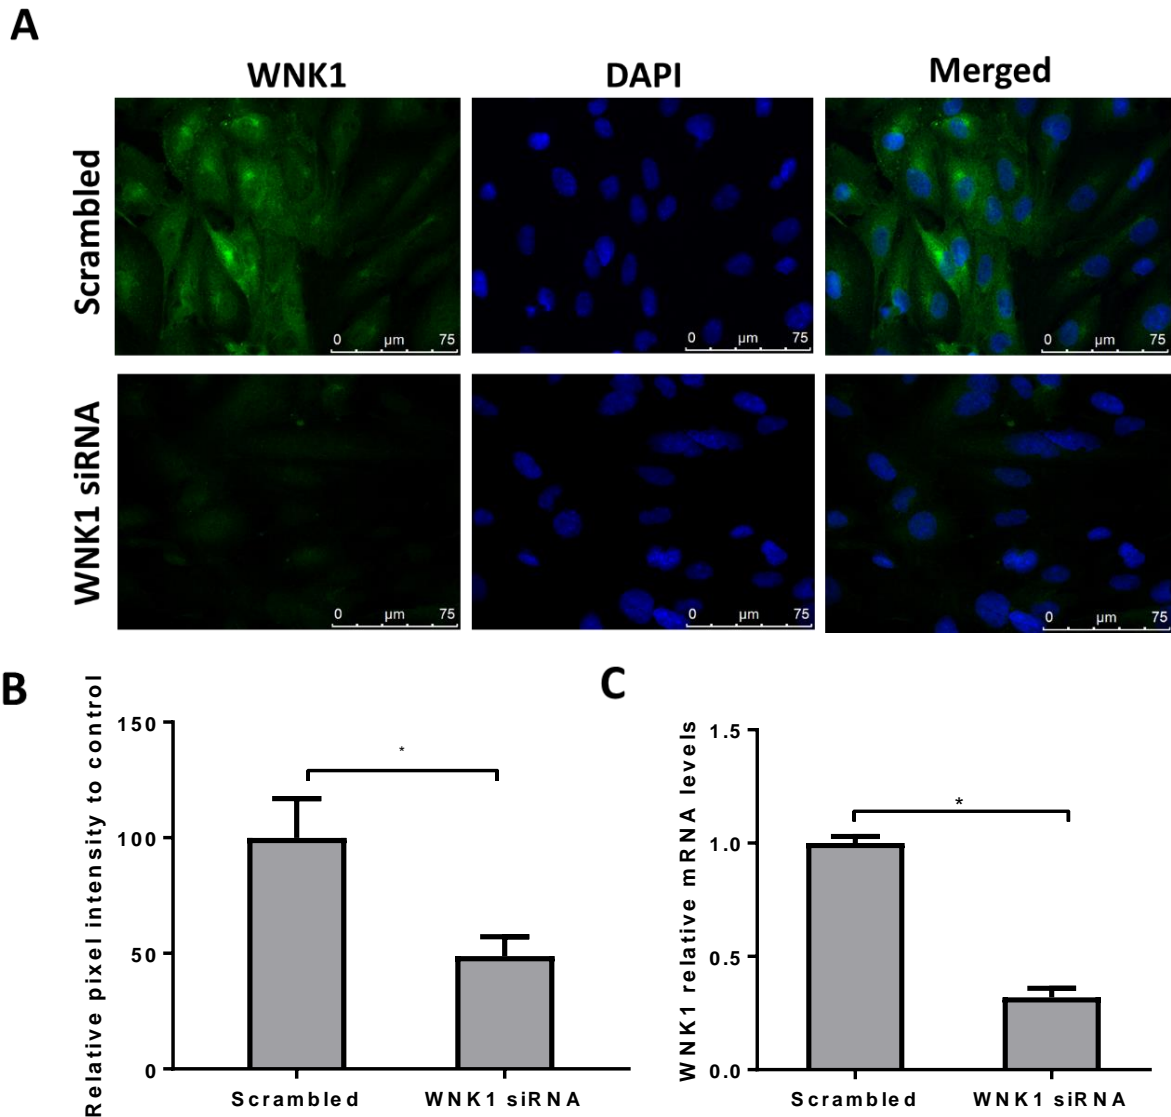 A
WNK1 DAPI Merged
Scrambled
0 µm 75 0 µm 75 0 µm 75
WNK1 siRNA
0 µm 75 0 µm 75 0 µm 75
B
Relative pixel intensity to control
150
*
100
50
0
Scrambled WNK1 siRNA
C
WNK1 relative mRNA levels
1.5
*
1.0
0.5
0.0
Scrambled WNK1 siRNA